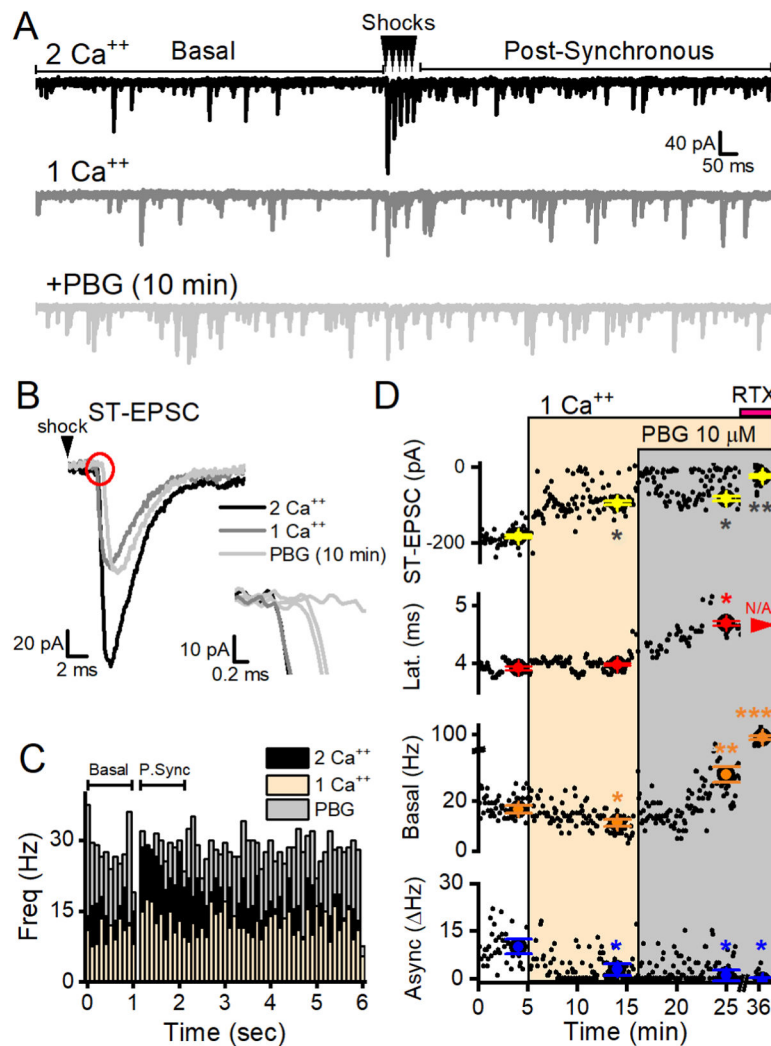 A
Shocks
2 Ca⁺⁺
Basal
Post-Synchronous
40 pA
50 ms
1 Ca⁺⁺
+PBG (10 min)
B
ST-EPSC
shock
2 Ca⁺⁺
1 Ca⁺⁺
PBG (10 min)
20 pA
2 ms
10 pA
0.2 ms
C
Basal
P.Sync
2 Ca⁺⁺
1 Ca⁺⁺
PBG
Freq (Hz)
30
15
0
0 1 2 3 4 5 6
Time (sec)
D
RTX
1 Ca⁺⁺
PBG 10 µM
ST-EPSC (pA)
0
-200
*
*
**
Lat. (ms)
5
4
*
N/A
Basal (Hz)
100
20
0
*
**
***
Async (ΔHz)
30
15
0
*
*
*
0 5 10 15 20 25 36
Time (min)